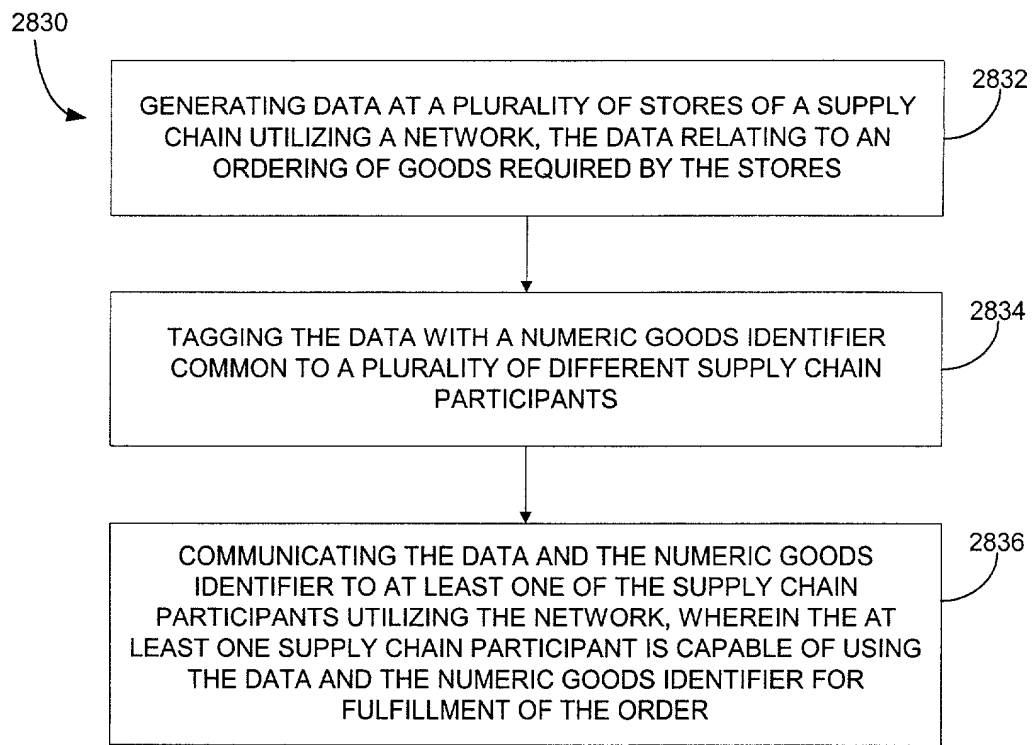 2830
2832
GENERATING DATA AT A PLURALITY OF STORES OF A SUPPLY
CHAIN UTILIZING A NETWORK, THE DATA RELATING TO AN
ORDERING OF GOODS REQUIRED BY THE STORES
2834
TAGGING THE DATA WITH A NUMERIC GOODS IDENTIFIER
COMMON TO A PLURALITY OF DIFFERENT SUPPLY CHAIN
PARTICIPANTS
2836
COMMUNICATING THE DATA AND THE NUMERIC GOODS
IDENTIFIER TO AT LEAST ONE OF THE SUPPLY CHAIN
PARTICIPANTS UTILIZING THE NETWORK, WHEREIN THE AT
LEAST ONE SUPPLY CHAIN PARTICIPANT IS CAPABLE OF USING
THE DATA AND THE NUMERIC GOODS IDENTIFIER FOR
FULFILLMENT OF THE ORDER